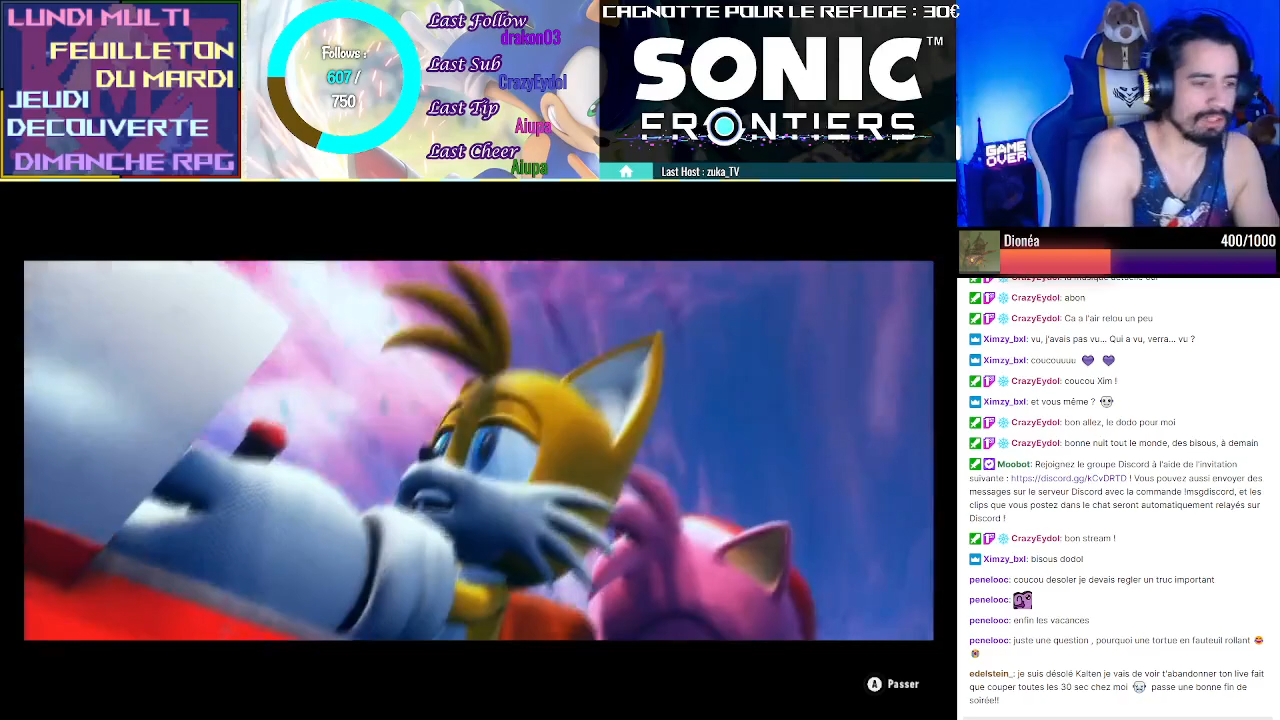 LUNDI MULTI
FEUILLETON
DU MARDI
JEUDI
DECOUVERTE
DIMANCHE RPG
Follows :
607 /
750
Last Follow
drakon03
Last Sub
CrazyEydol
Last Tip
Aiupa
Last Cheer
Aiupa
CAGNOTTE POUR LE REFUGE : 30€
SONIC™
FRONTIERS
Last Host : zuka_TV
GAME
OVER
Dionéa 400/1000
CrazyEydol: abon
CrazyEydol: Ca a l'air relou un peu
Ximzy_bxl: vu, j'avais pas vu... Qui a vu, verra... vu ?
Ximzy_bxl: coucouuuu
CrazyEydol: coucou Xim !
Ximzy_bxl: et vous même ?
CrazyEydol: bon allez, le dodo pour moi
CrazyEydol: bonne nuit tout le monde, des bisous, à demain
Moobot: Rejoignez le groupe Discord à l'aide de l'invitation
suivante : https://discord.gg/kCvDRTD ! Vous pouvez aussi envoyer des
messages sur le serveur Discord avec la commande !msgdiscord, et les
clips que vous postez dans le chat seront automatiquement relayés sur
Discord !
CrazyEydol: bon stream !
Ximzy_bxl: bisous dodol
penelooc: coucou desoler je devais regler un truc important
penelooc:
penelooc: enfin les vacances
penelooc: juste une question , pourquoi une tortue en fauteuil rollant
edelstein_: je suis désolé Kalten je vais de voir t'abandonner ton live fait
que couper toutes les 30 sec chez moi passe une bonne fin de
soirée!!
A Passer